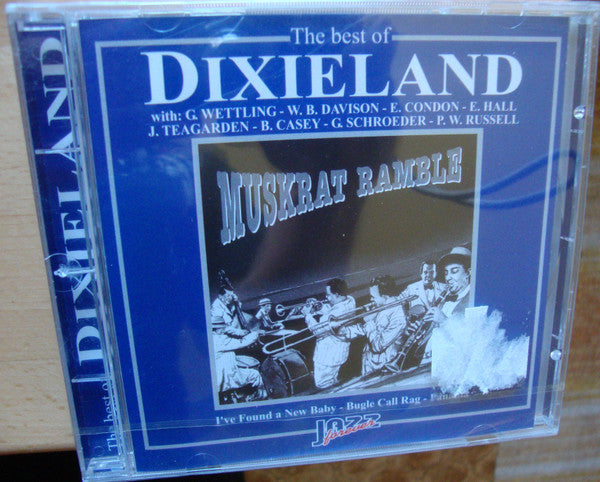 The best of
DIXIELAND
with: G. WETTLING - W. B. DAVISON - E. CONDON - E. HALL
J. TEAGARDEN - B. CASEY - G. SCHROEDER - P. W. RUSSELL
MUSKRAT RAMBLE
I've Found a New Baby - Bugle Call Rag -
JAZZ
forever
The best of DIXIELAND